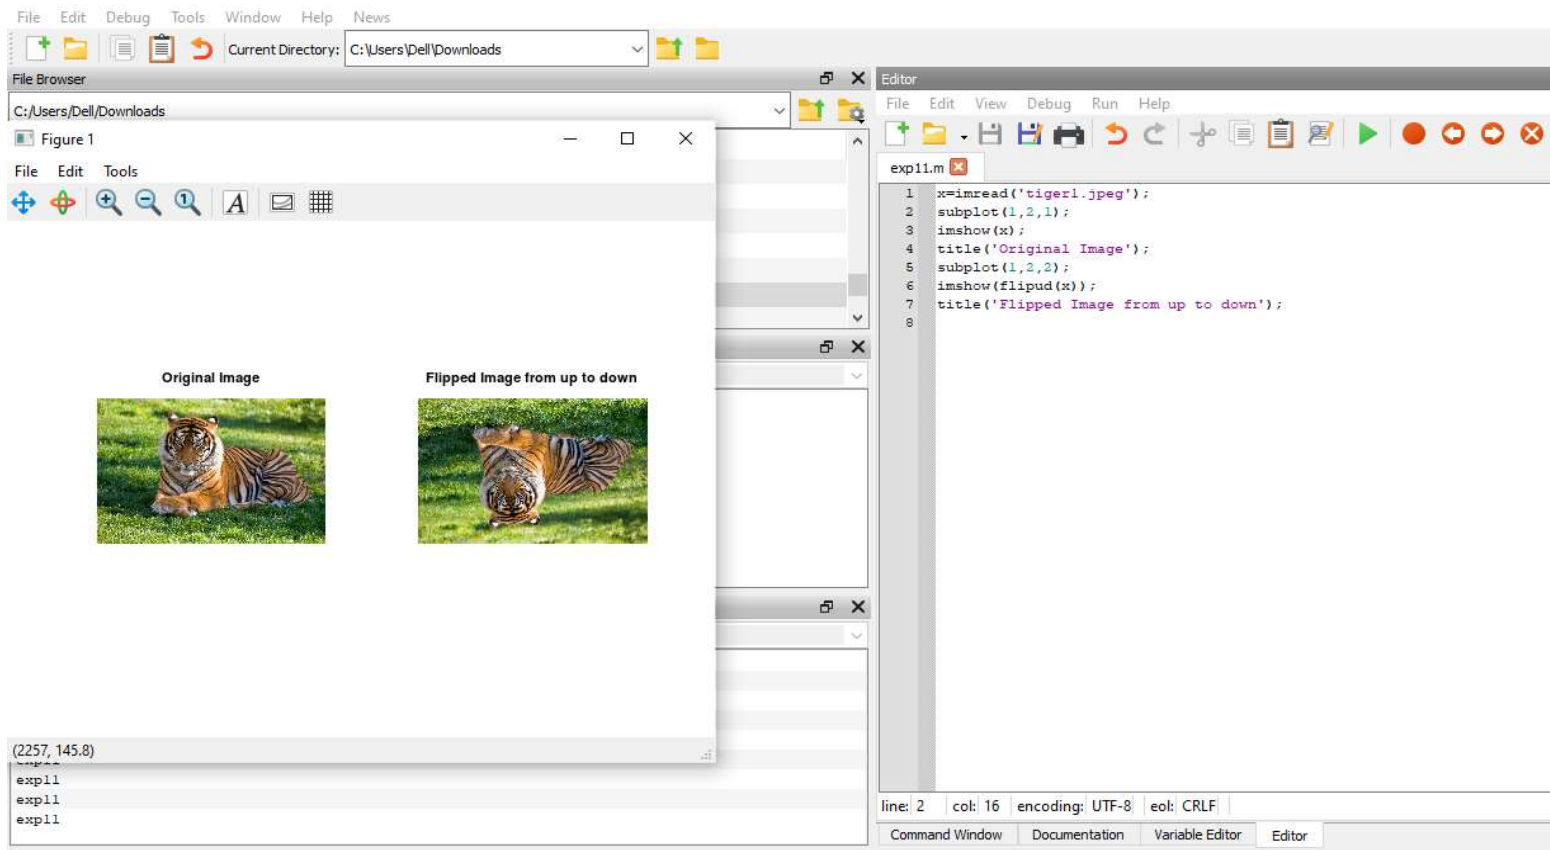 File Edit Debug Tools Window Help News
Current Directory: C:\Users\Dell\Downloads
File Browser
C:/Users/Dell/Downloads
Figure 1
File Edit Tools
A
Original Image
Flipped Image from up to down
(2257, 145.8)
exp11
exp11
exp11
Editor
File Edit View Debug Run Help
exp11.m
1 x=imread('tiger1.jpeg');
2 subplot(1,2,1);
3 imshow(x);
4 title('Original Image');
5 subplot(1,2,2);
6 imshow(flipud(x));
7 title('Flipped Image from up to down');
8
line: 2 col: 16 encoding: UTF-8 eol: CRLF
Command Window Documentation Variable Editor Editor